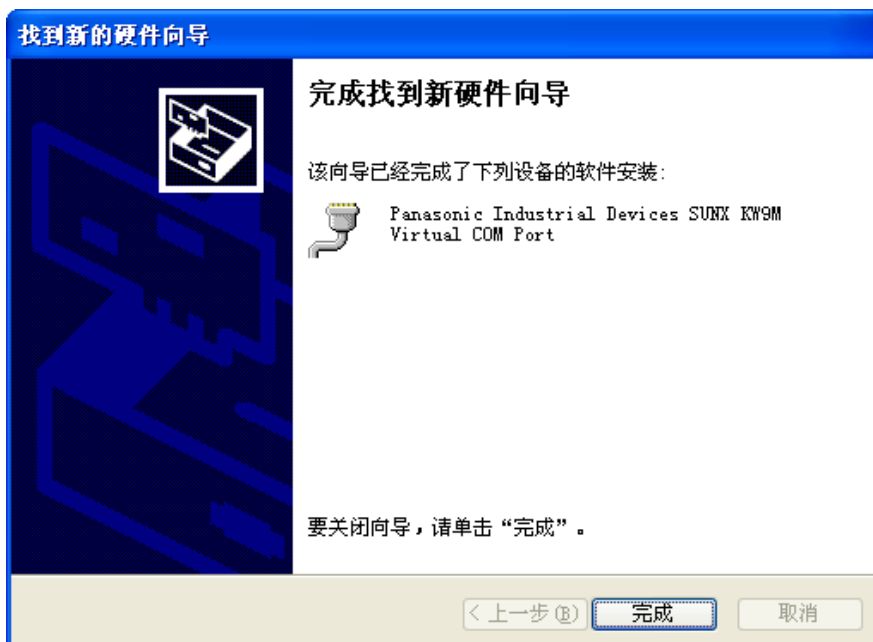 找到新的硬件向导
完成找到新硬件向导
该向导已经完成了下列设备的软件安装:
Panasonic Industrial Devices SUNX KW9M
Virtual COM Port
要关闭向导，请单击“完成”。
< 上一步(B)
完成
取消